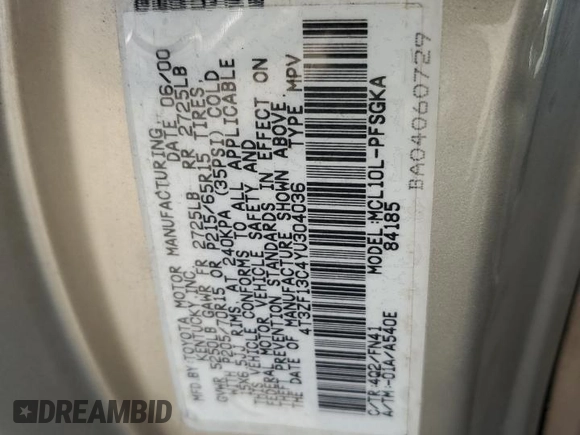 MFD BY: TOYOTA MOTOR MANUFACTURING
KENTUCKY, INC. DATE 06/00
GVWR 5250LB GAWR FR 2725LB RR 2725LB
WITH P205/70R15 OR P215/65R15 TIRES,
15X6.5JJ RIMS, AT 240KPA (35PSI) COLD
THIS VEHICLE CONFORMS TO ALL APPLICABLE
FEDERAL MOTOR VEHICLE SAFETY AND THEFT
PREVENTION STANDARDS IN EFFECT ON
THE DATE OF MANUFACTURE SHOWN ABOVE.
4T3ZF13C4YU304036 TYPE MPV
C/TR:402/FN41 MODEL:MCL10L-PFSGKA
A/TM:-01A/A540E 84185
BA04060729
DREAMBID